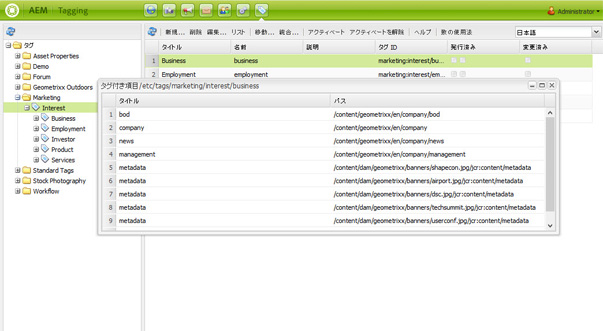 AEM Tagging
Administrator
新規... 削除 編集... リスト 移動... 統合... アクティベート アクティベートを解除 ヘルプ 数の使用法
日本語
タグ
Asset Properties
Demo
Forum
Geometrixx Outdoors
Marketing
Interest
Business
Employment
Investor
Product
Services
Standard Tags
Stock Photography
Workflow
タイトル 名前 説明 タグ ID 発行済み 変更済み
1 Business business marketing:interest/bu...
2 Employment employment marketing:interest/em...
タグ付き項目/etc/tags/marketing/interest/business
タイトル パス
1 bod /content/geometrixx/en/company/bod
2 company /content/geometrixx/en/company
3 news /content/geometrixx/en/company/news
4 management /content/geometrixx/en/company/management
5 metadata /content/dam/geometrixx/banners/shapecon.jpg/jcr:content/metadata
6 metadata /content/dam/geometrixx/banners/airport.jpg/jcr:content/metadata
7 metadata /content/dam/geometrixx/banners/dsc.jpg/jcr:content/metadata
8 metadata /content/dam/geometrixx/banners/techsummit.jpg/jcr:content/metadata
9 metadata /content/dam/geometrixx/banners/userconf.jpg/jcr:content/metadata